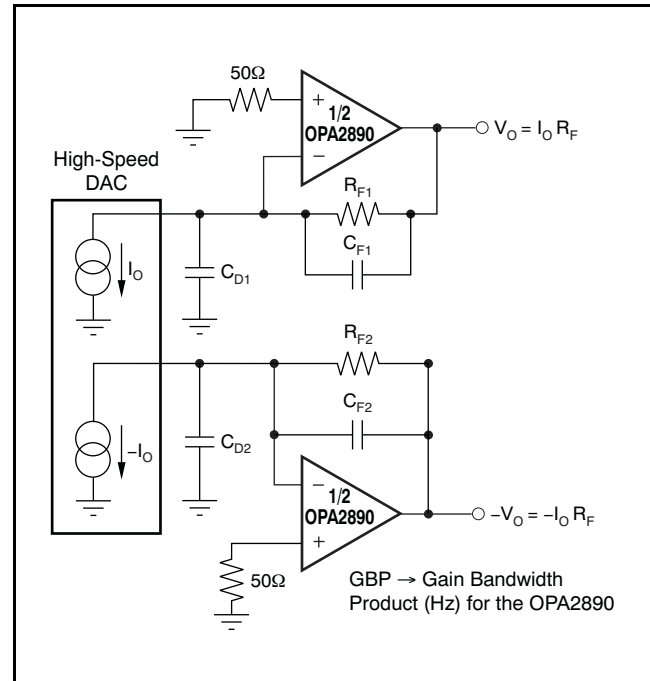 50Ω
+
1/2
OPA2890
−
V_O = I_O R_F
High-Speed
DAC
R_F1
C_F1
I_O
C_D1
R_F2
C_F2
−I_O
C_D2
−
1/2
OPA2890
+
−V_O = −I_O R_F
50Ω
GBP → Gain Bandwidth
Product (Hz) for the OPA2890